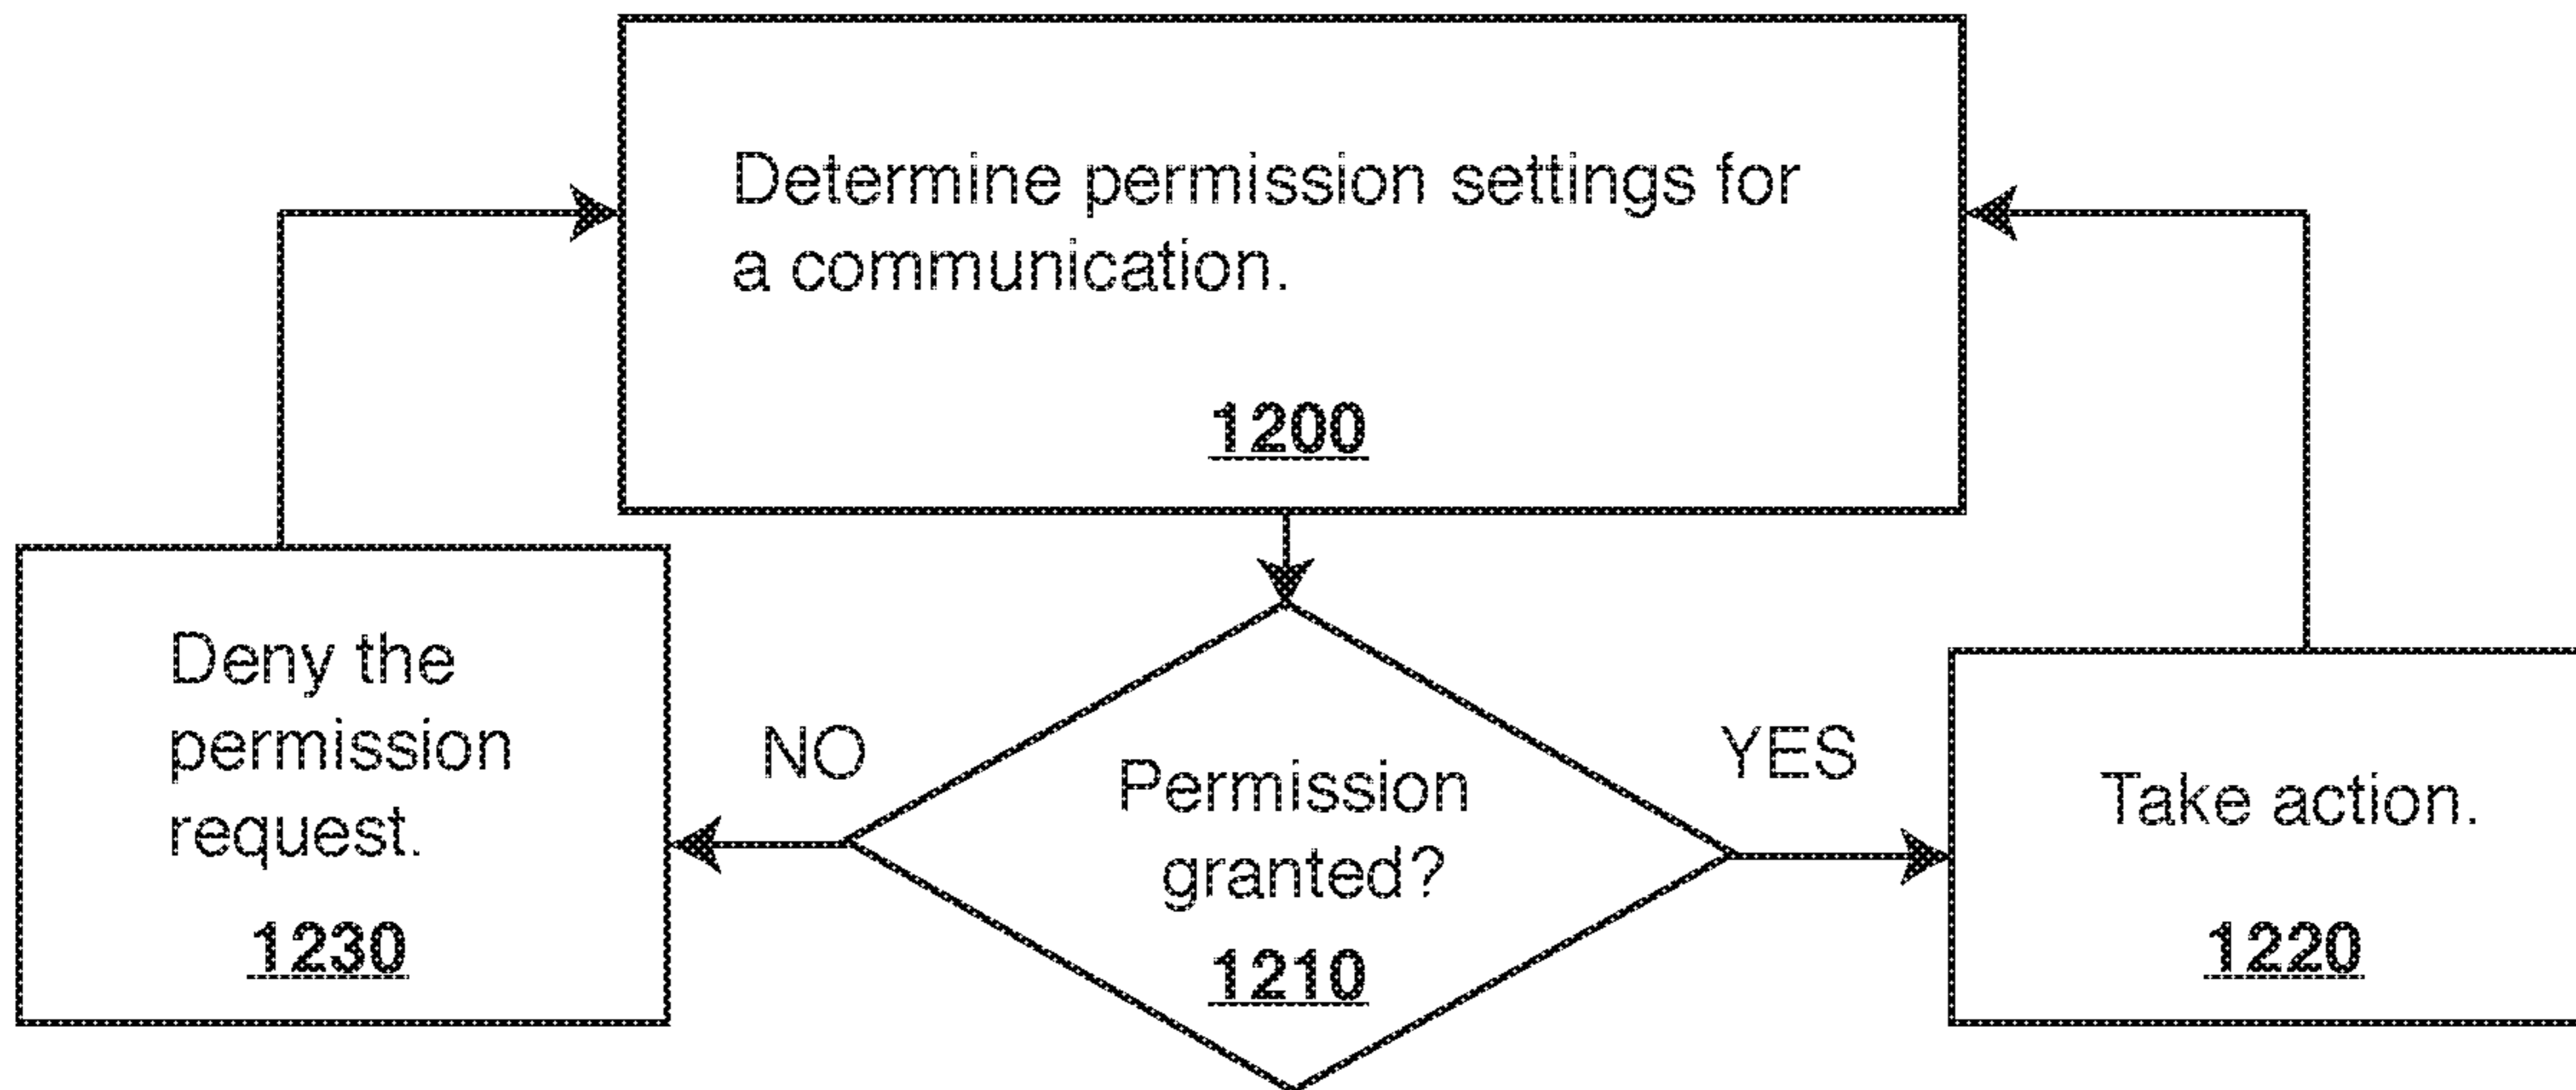 Determine permission settings for
a communication.
1200
Deny the
permission
request.
1230
NO
Permission
granted?
1210
YES
Take action.
1220